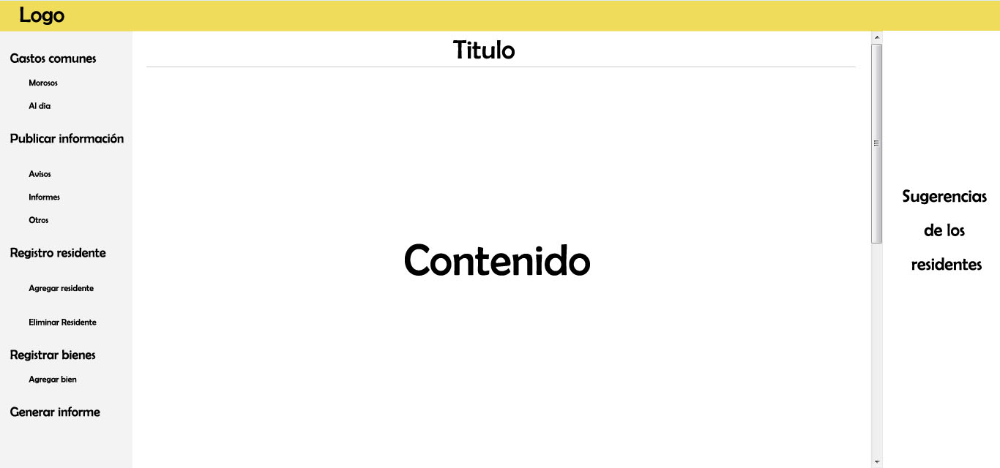 Logo
Gastos comunes
Morosos
Al dia
Publicar información
Avisos
Informes
Otros
Registro residente
Agregar residente
Eliminar Residente
Registrar bienes
Agregar bien
Generar informe
Titulo
Contenido
Sugerencias
de los
residentes